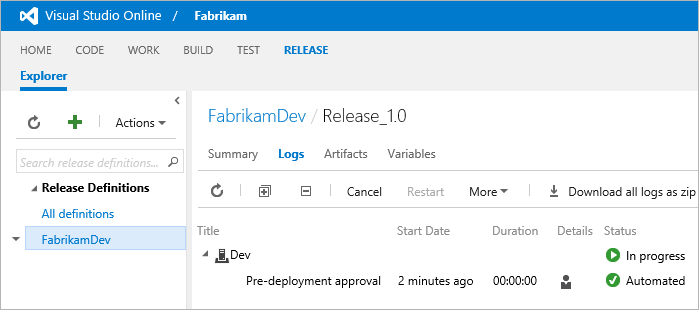 Visual Studio Online / Fabrikam
HOME CODE WORK BUILD TEST RELEASE
Explorer
Actions
Search release definitions...
Release Definitions
All definitions
FabrikamDev
FabrikamDev / Release_1.0
Summary Logs Artifacts Variables
Cancel Restart More Download all logs as zip
Title Start Date Duration Details Status
Dev In progress
Pre-deployment approval 2 minutes ago 00:00:00 Automated